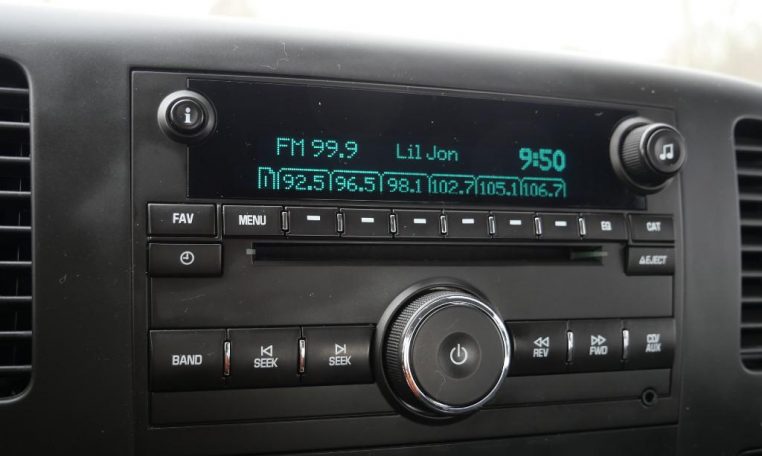 i
FM 99.9 Lil Jon 9:50
1 92.5 96.5 98.1 102.7 105.1 106.7
FAV MENU EQ CAT
EJECT
BAND SEEK SEEK REV FWD CD/AUX